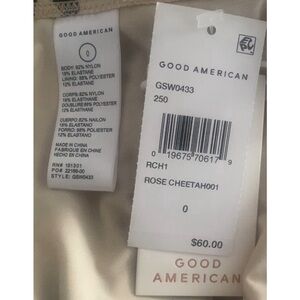 GOOD AMERICAN
0
BODY: 82% NYLON
18% ELASTANE
LINING: 88% POLYESTER
12% ELASTANE
CORPS: 82% NYLON
18% ELASTHANNE
DOUBLURE: 88% POLYESTER
12% ELASTHANNE
CUERPO: 82% NAILON
18% ELASTANO
FORRO: 88% POLIESTER
12% ELASTANO
MADE IN CHINA
FABRIQUE EN CHINE
HECHO EN CHINA
RN# 151301
STYLE: GSW0433
GOOD AMERICAN
GSW0433
250
0 19675 70617 9
RCH1
ROSE CHEETAH001
0
$60.00
GOOD
AMERICAN